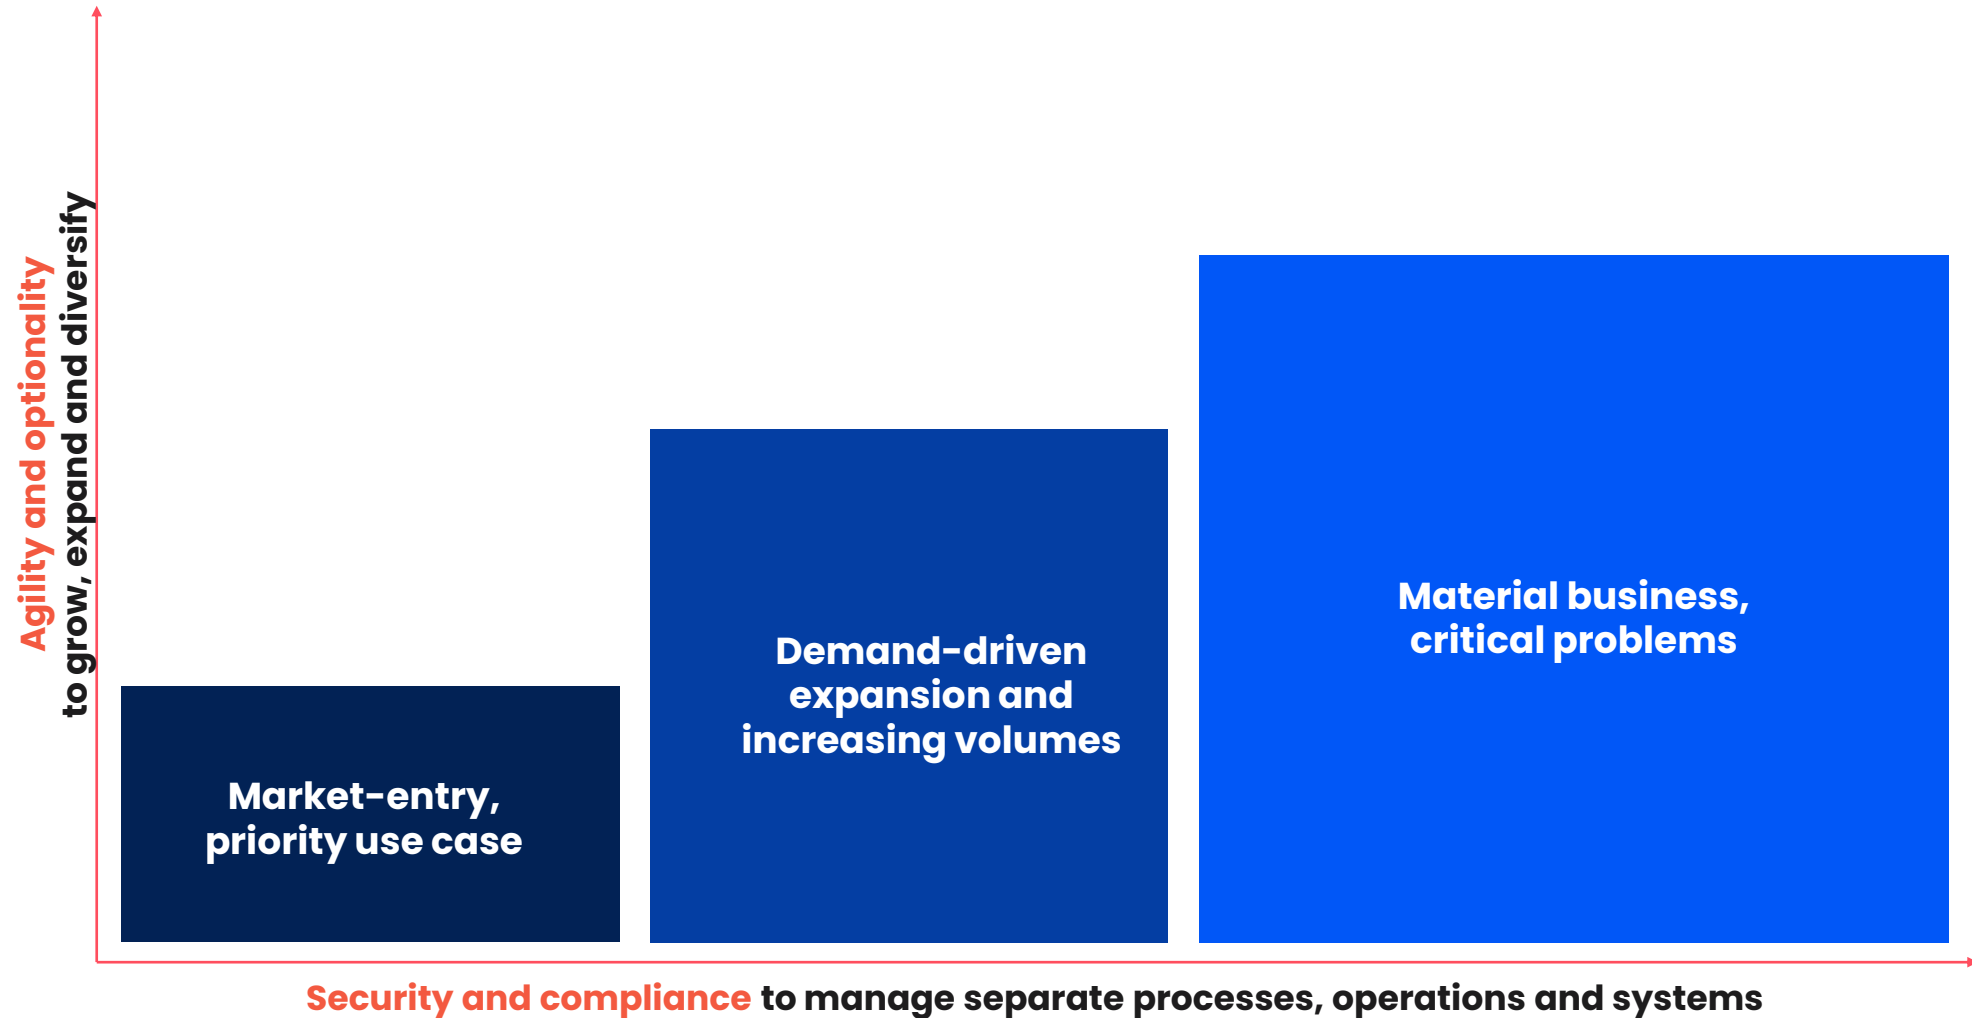 Agility and optionality
to grow, expand and diversify
Market-entry,
priority use case
Demand-driven
expansion and
increasing volumes
Material business,
critical problems
Security and compliance to manage separate processes, operations and systems